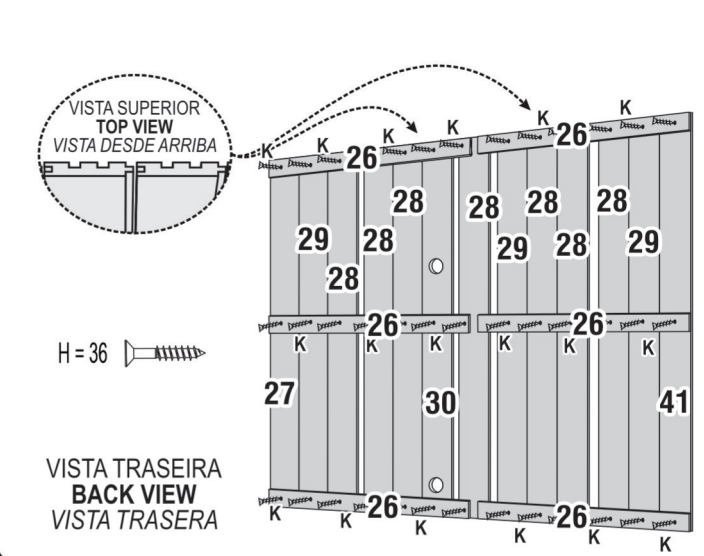 VISTA SUPERIOR
TOP VIEW
VISTA DESDE ARRIBA
K K K K K K K
26 26
28 28 28 28
29 28 29 28 29
28
26 26
K K K K K K
H = 36
27 30 41
VISTA TRASEIRA
BACK VIEW
VISTA TRASERA
26 26
K K K K K K